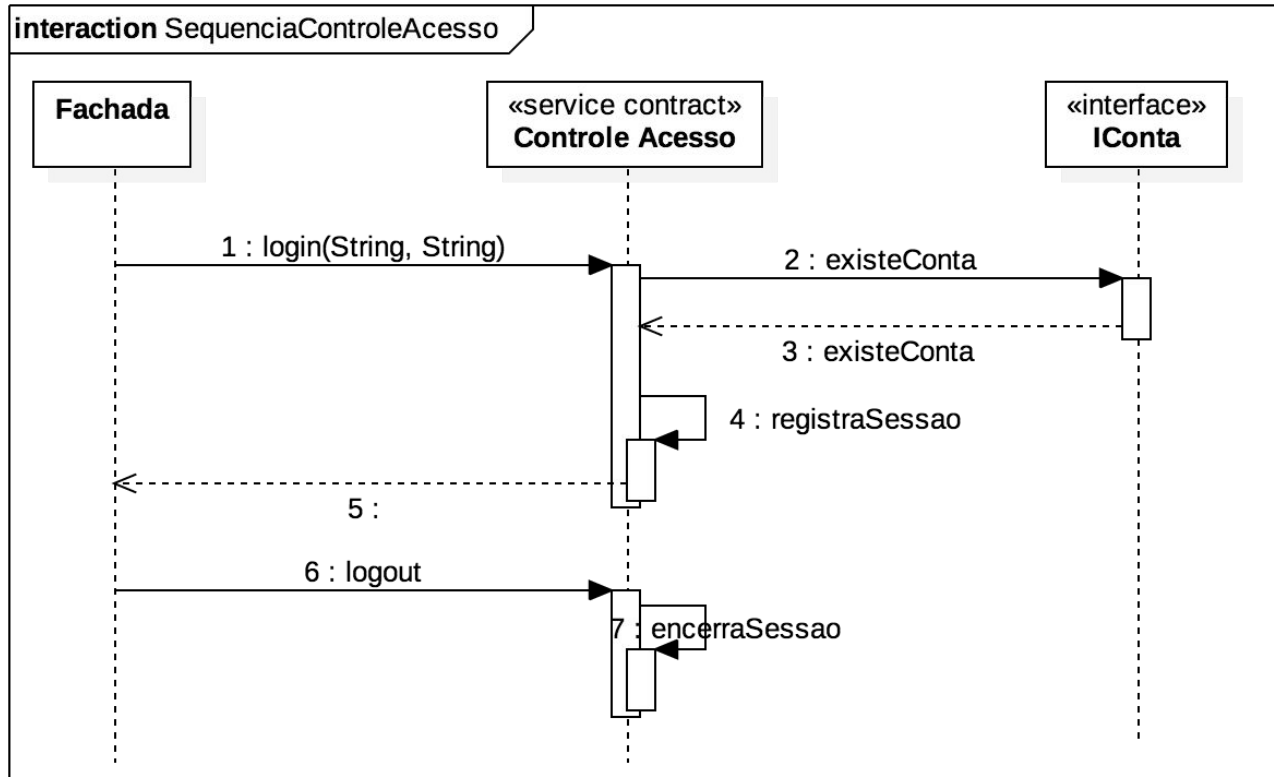 interaction SequenciaControleAcesso
Fachada
«service contract»
Controle Acesso
«interface»
IConta
1 : login(String, String)
2 : existeConta
3 : existeConta
4 : registraSessao
5 :
6 : logout
7 : encerraSessao